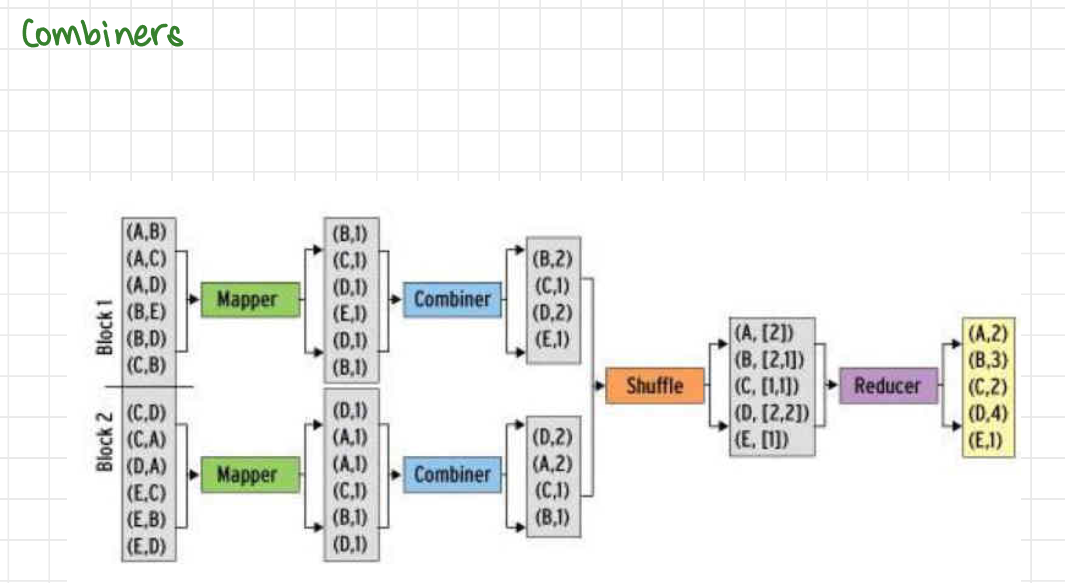 Combiners
Block 1
(A,B)
(A,C)
(A,D)
(B,E)
(B,D)
(C,B)
Mapper
(B,1)
(C,1)
(D,1)
(E,1)
(D,1)
(B,1)
Combiner
(B,2)
(C,1)
(D,2)
(E,1)
Block 2
(C,D)
(C,A)
(D,A)
(E,C)
(E,B)
(E,D)
Mapper
(D,1)
(A,1)
(A,1)
(C,1)
(B,1)
(D,1)
Combiner
(D,2)
(A,2)
(C,1)
(B,1)
Shuffle
(A, [2])
(B, [2,1])
(C, [1,1])
(D, [2,2])
(E, [1])
Reducer
(A,2)
(B,3)
(C,2)
(D,4)
(E,1)